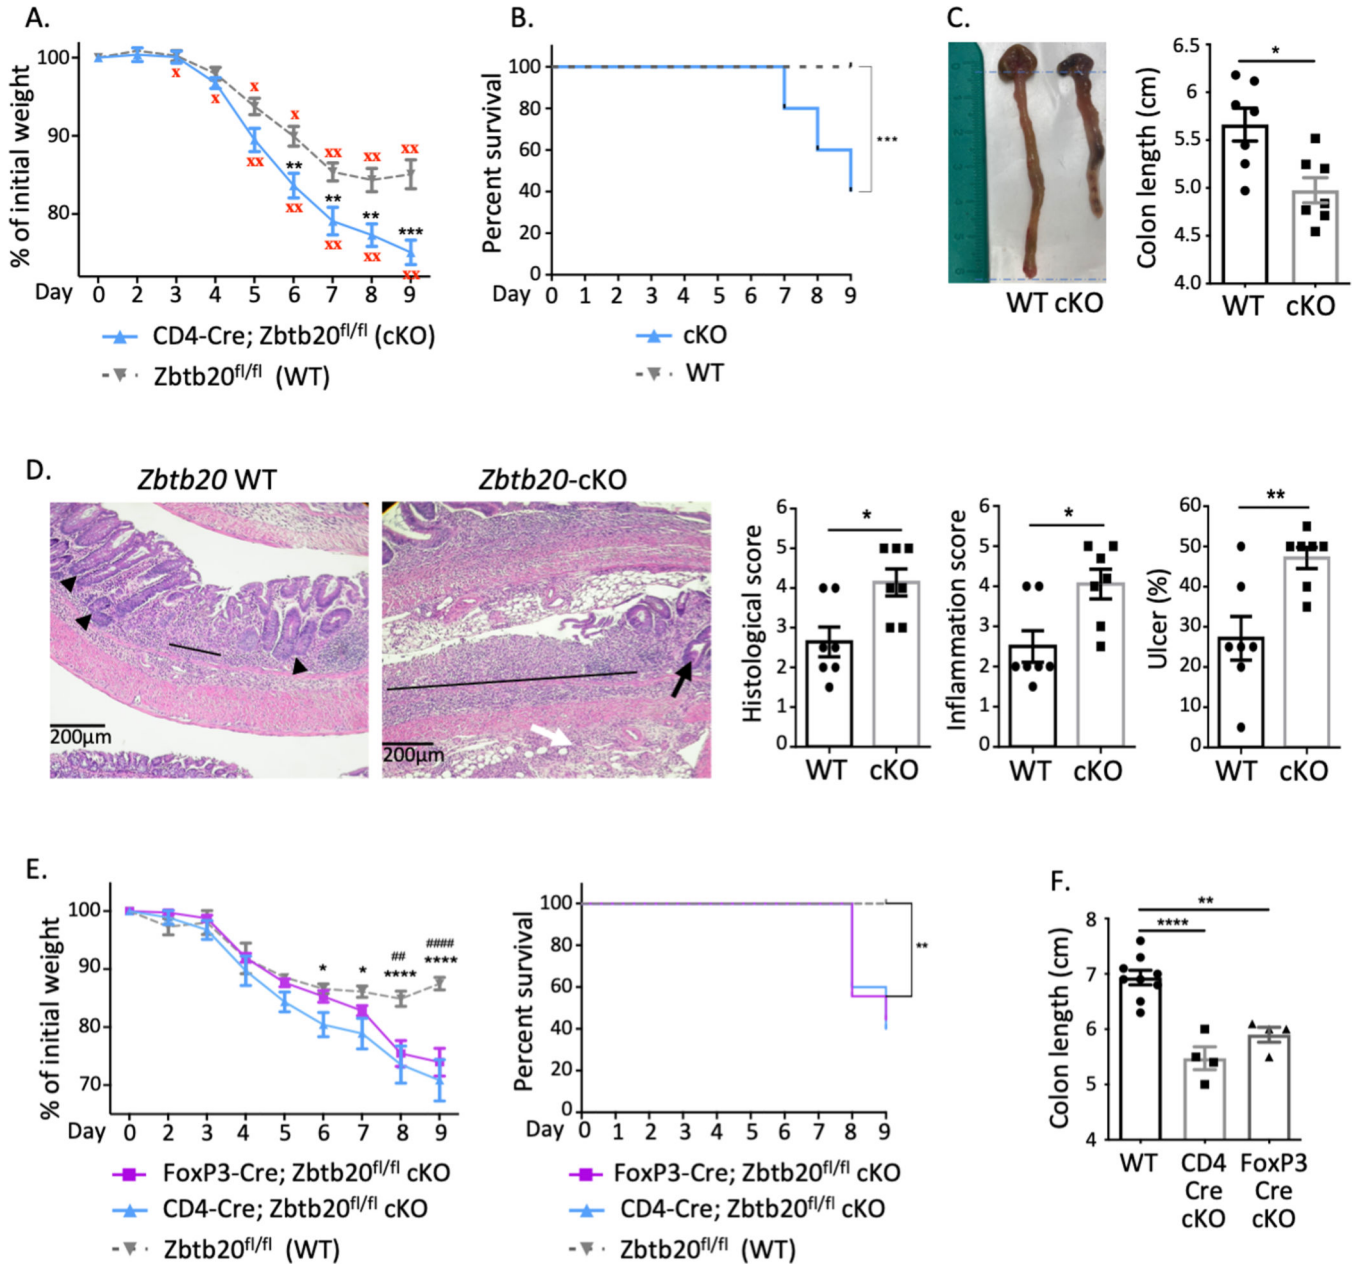 A.
% of initial weight
100
90
80
x
x
x
xx
x
**
xx
xx
**
xx
xx
**
xx
xx
***
xx
Day 0 2 3 4 5 6 7 8 9
CD4-Cre; Zbtb20fl/fl (cKO)
Zbtb20fl/fl (WT)
B.
Percent survival
100
80
60
40
20
0
***
Day 0 1 2 3 4 5 6 7 8 9
cKO
WT
C.
WT cKO
Colon length (cm)
6.5
6
5.5
5.0
4.5
4.0
*
WT cKO
D.
Zbtb20 WT
200μm
Zbtb20-cKO
200μm
Histological score
6
5
4
3
2
1
0
*
WT cKO
Inflammation score
6
5
4
3
2
1
0
*
WT cKO
Ulcer (%)
60
50
40
30
20
10
0
**
WT cKO
E.
% of initial weight
100
90
80
70
*
*
##
****
####
****
Day 0 2 3 4 5 6 7 8 9
FoxP3-Cre; Zbtb20fl/fl cKO
CD4-Cre; Zbtb20fl/fl cKO
Zbtb20fl/fl (WT)
Percent survival
100
80
60
40
20
0
**
Day 0 1 2 3 4 5 6 7 8 9
FoxP3-Cre; Zbtb20fl/fl cKO
CD4-Cre; Zbtb20fl/fl cKO
Zbtb20fl/fl (WT)
F.
Colon length (cm)
8
7
6
5
4
**
****
WT CD4 FoxP3
Cre Cre
cKO cKO